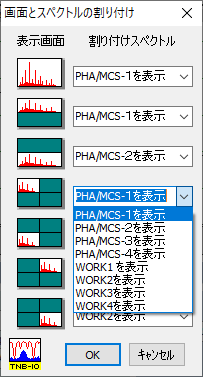 画面とスペクトルの割り付け
表示画面 割り付けスペクトル
PHA/MCS-1を表示
PHA/MCS-1を表示
PHA/MCS-2を表示
PHA/MCS-1を表示
PHA/MCS-1を表示
PHA/MCS-2を表示
PHA/MCS-3を表示
PHA/MCS-4を表示
WORK1を表示
WORK2を表示
WORK3を表示
WORK4を表示
WORK2を表示
TNB-IO
OK
キャンセル